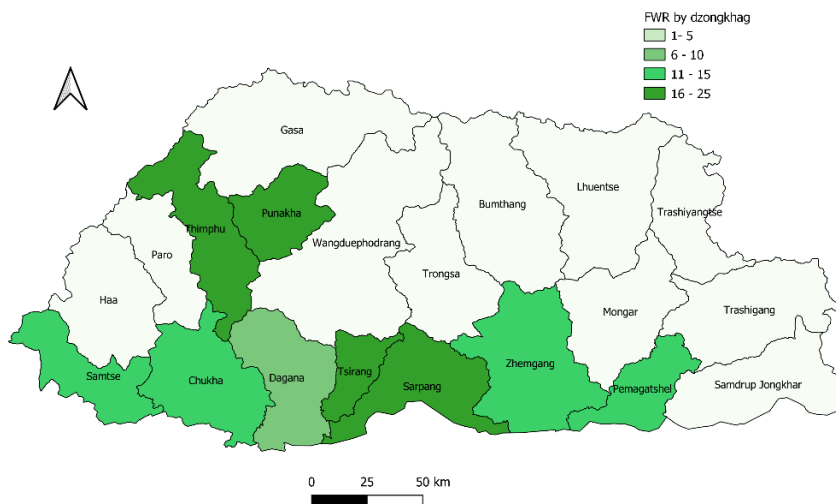 FWR by dzongkhag
1- 5
6 - 10
11 - 15
16 - 25
Gasa
Punakha
Thimphu
Paro
Haa
Wangduephodrang
Bumthang
Lhuentse
Trashiyangtse
Trongsa
Mongar
Trashigang
Samtse
Chukha
Dagana
Tsirang
Sarpang
Zhemgang
Pemagatshel
Samdrup Jongkhar
0 25 50 km